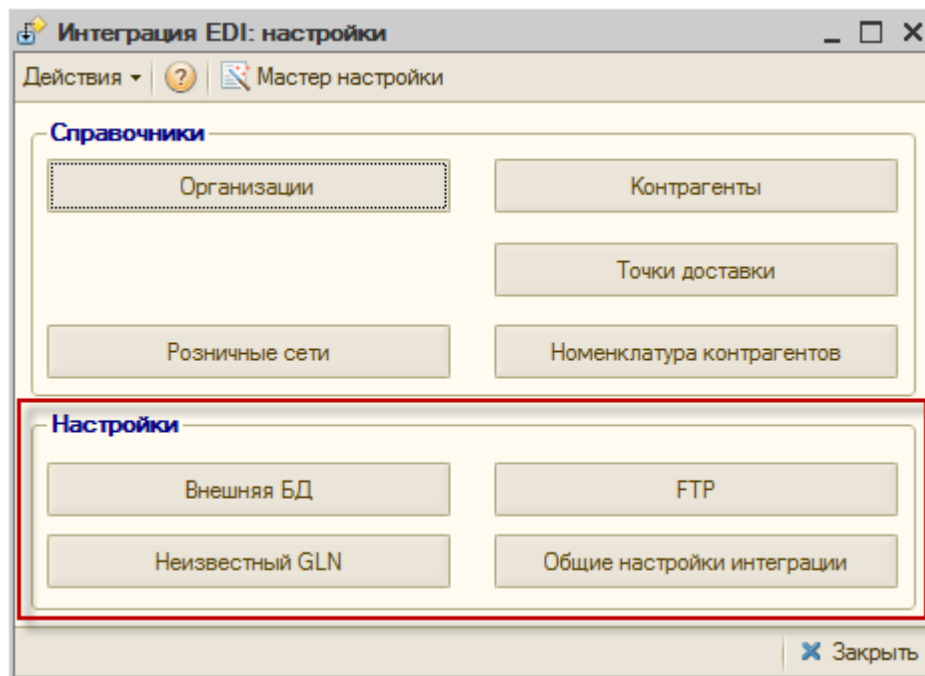 Интеграция EDI: настройки
Действия ? Мастер настройки
Справочники
Организации Контрагенты
Точки доставки
Розничные сети Номенклатура контрагентов
Настройки
Внешняя БД FTP
Неизвестный GLN Общие настройки интеграции
Закрыть